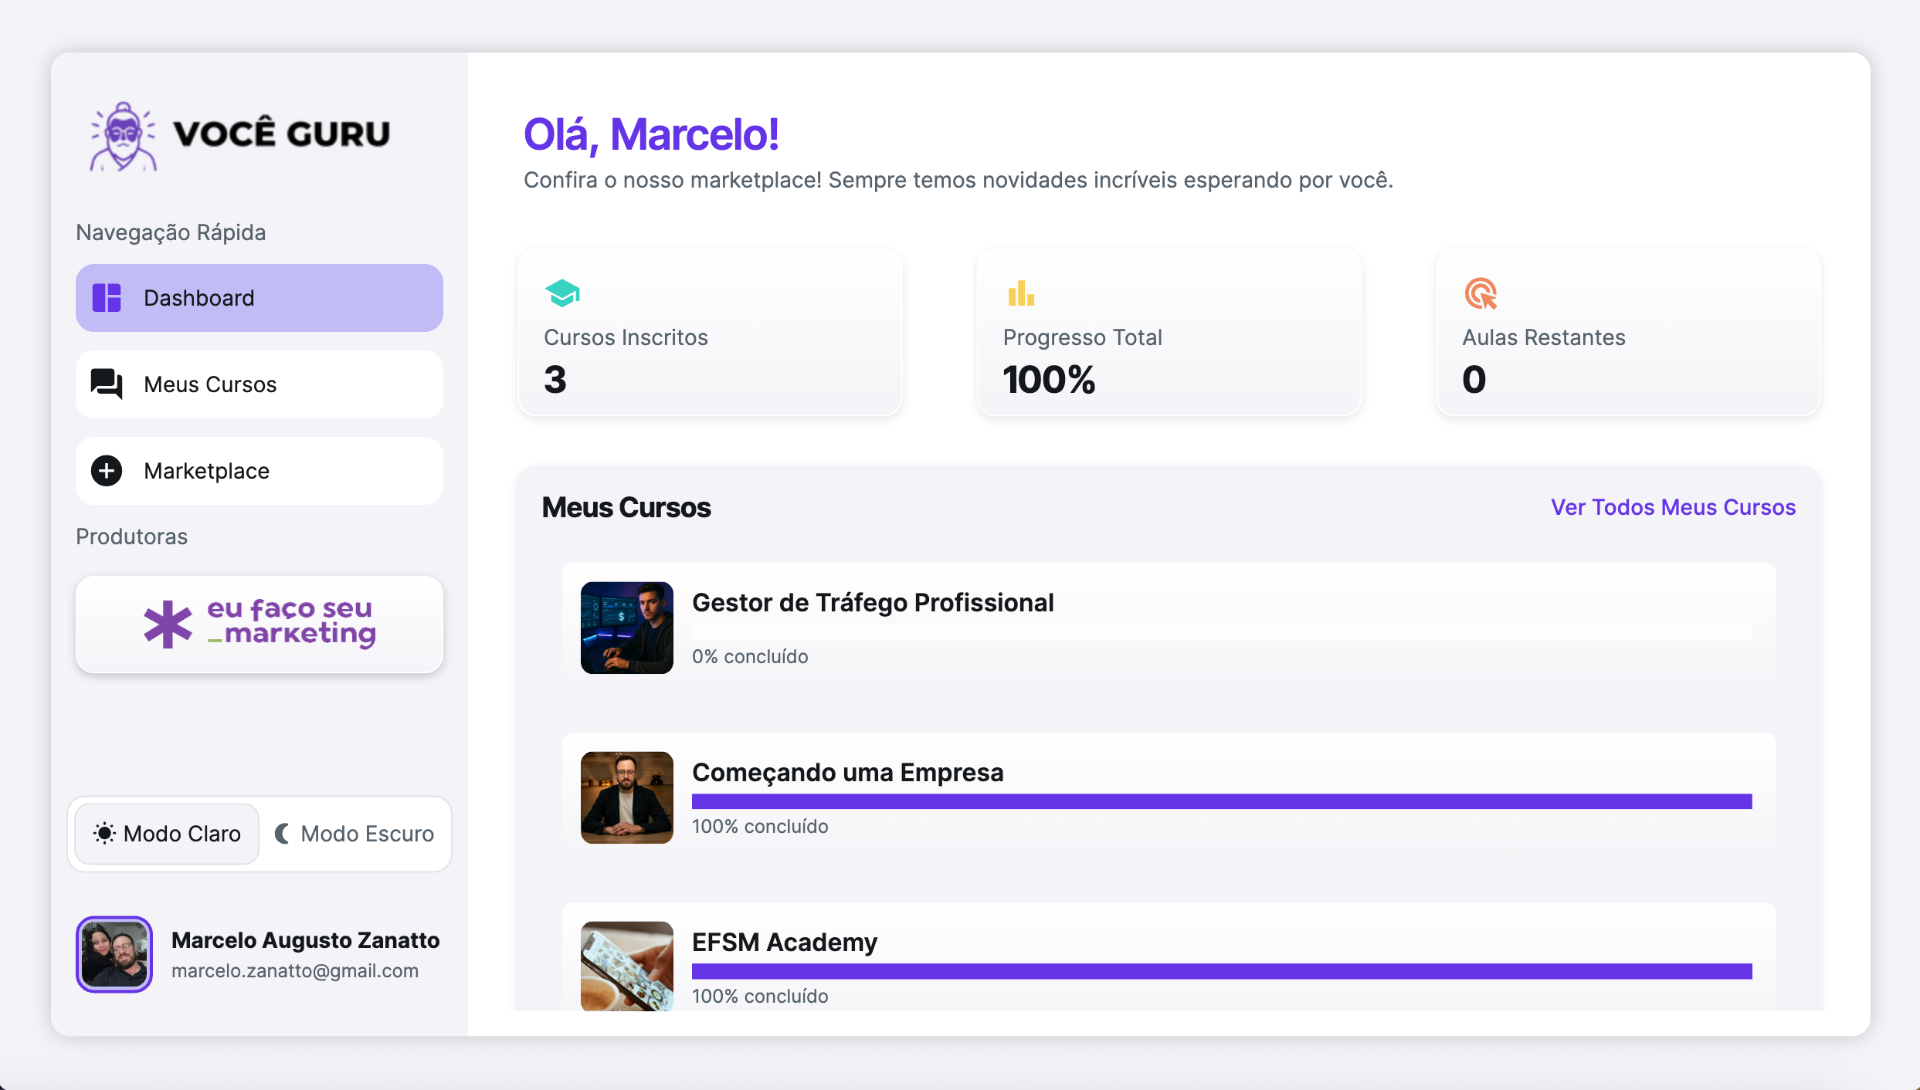 VOCÊ GURU
Navegação Rápida
Dashboard
Meus Cursos
Marketplace
Produtoras
eu faço seu
_marketing
Modo Claro
Modo Escuro
Marcelo Augusto Zanatto
marcelo.zanatto@gmail.com
Olá, Marcelo!
Confira o nosso marketplace! Sempre temos novidades incríveis esperando por você.
Cursos Inscritos
3
Progresso Total
100%
Aulas Restantes
0
Meus Cursos
Ver Todos Meus Cursos
Gestor de Tráfego Profissional
0% concluído
Começando uma Empresa
100% concluído
EFSM Academy
100% concluído